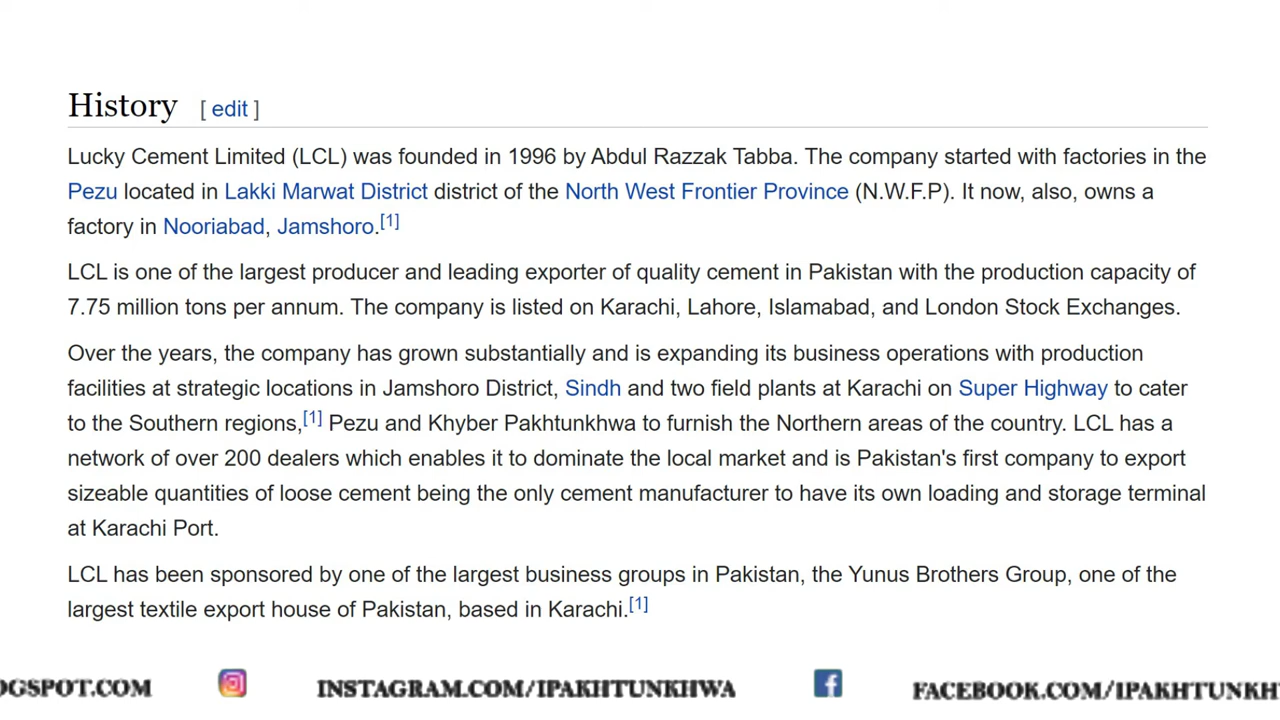 History [ edit ]
Lucky Cement Limited (LCL) was founded in 1996 by Abdul Razzak Tabba. The company started with factories in the
Pezu located in Lakki Marwat District district of the North West Frontier Province (N.W.F.P). It now, also, owns a
factory in Nooriabad, Jamshoro.[1]
LCL is one of the largest producer and leading exporter of quality cement in Pakistan with the production capacity of
7.75 million tons per annum. The company is listed on Karachi, Lahore, Islamabad, and London Stock Exchanges.
Over the years, the company has grown substantially and is expanding its business operations with production
facilities at strategic locations in Jamshoro District, Sindh and two field plants at Karachi on Super Highway to cater
to the Southern regions,[1] Pezu and Khyber Pakhtunkhwa to furnish the Northern areas of the country. LCL has a
network of over 200 dealers which enables it to dominate the local market and is Pakistan's first company to export
sizeable quantities of loose cement being the only cement manufacturer to have its own loading and storage terminal
at Karachi Port.
LCL has been sponsored by one of the largest business groups in Pakistan, the Yunus Brothers Group, one of the
largest textile export house of Pakistan, based in Karachi.[1]
OGSPOT.COM INSTAGRAM.COM/IPAKHTUNKHWA FACEBOOK.COM/IPAKHTUNKH